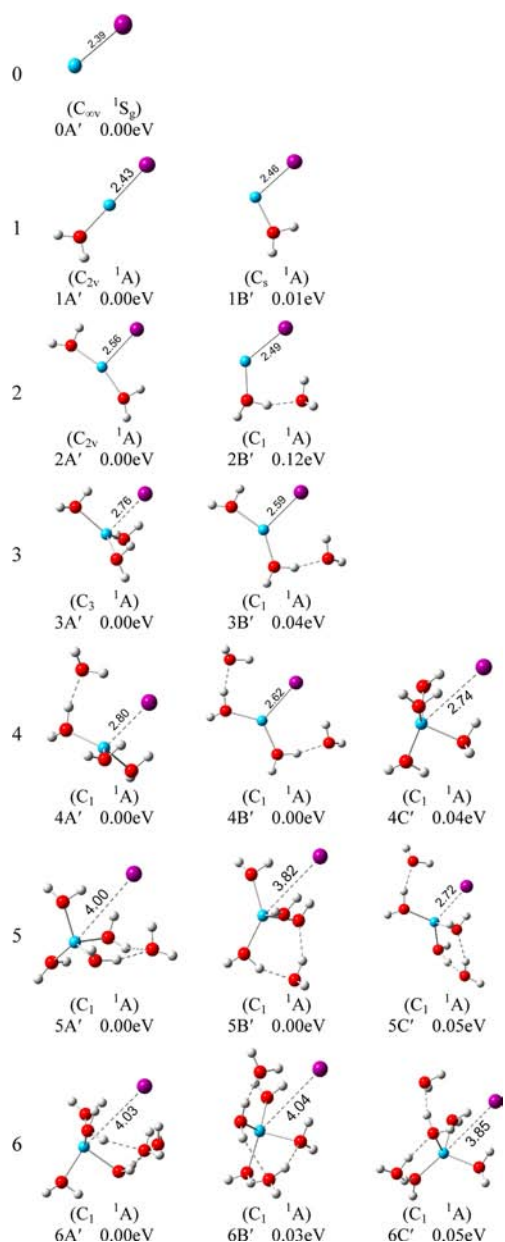 2.39
0
(C∞v ¹Sg)
0A′ 0.00eV
2.43 2.46
1
(C2v ¹A) (Cs ¹A)
1A′ 0.00eV 1B′ 0.01eV
2.56 2.49
2
(C2v ¹A) (C1 ¹A)
2A′ 0.00eV 2B′ 0.12eV
2.76 2.59
3
(C3 ¹A) (C1 ¹A)
3A′ 0.00eV 3B′ 0.04eV
2.80 2.62 2.74
4
(C1 ¹A) (C1 ¹A) (C1 ¹A)
4A′ 0.00eV 4B′ 0.00eV 4C′ 0.04eV
4.00 3.82 2.72
5
(C1 ¹A) (C1 ¹A) (C1 ¹A)
5A′ 0.00eV 5B′ 0.00eV 5C′ 0.05eV
4.03 4.04 3.85
6
(C1 ¹A) (C1 ¹A) (C1 ¹A)
6A′ 0.00eV 6B′ 0.03eV 6C′ 0.05eV